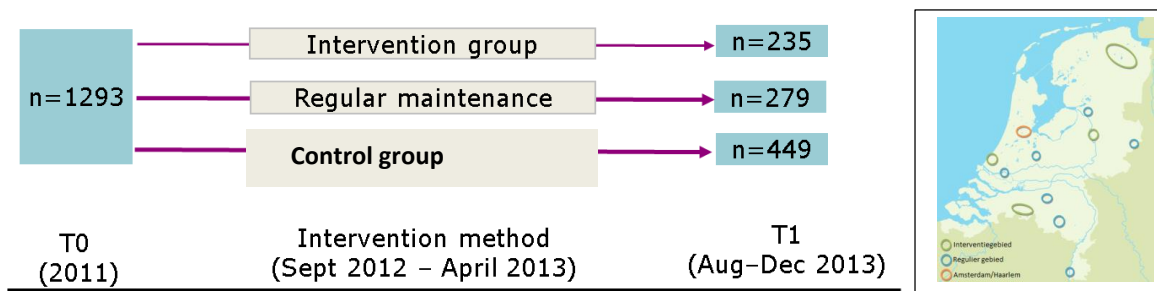 n=1293
Intervention group
n=235
Regular maintenance
n=279
Control group
n=449
T0
(2011)
Intervention method
(Sept 2012 – April 2013)
T1
(Aug–Dec 2013)
Interventiegebied
Regulier gebied
Amsterdam/Haarlem